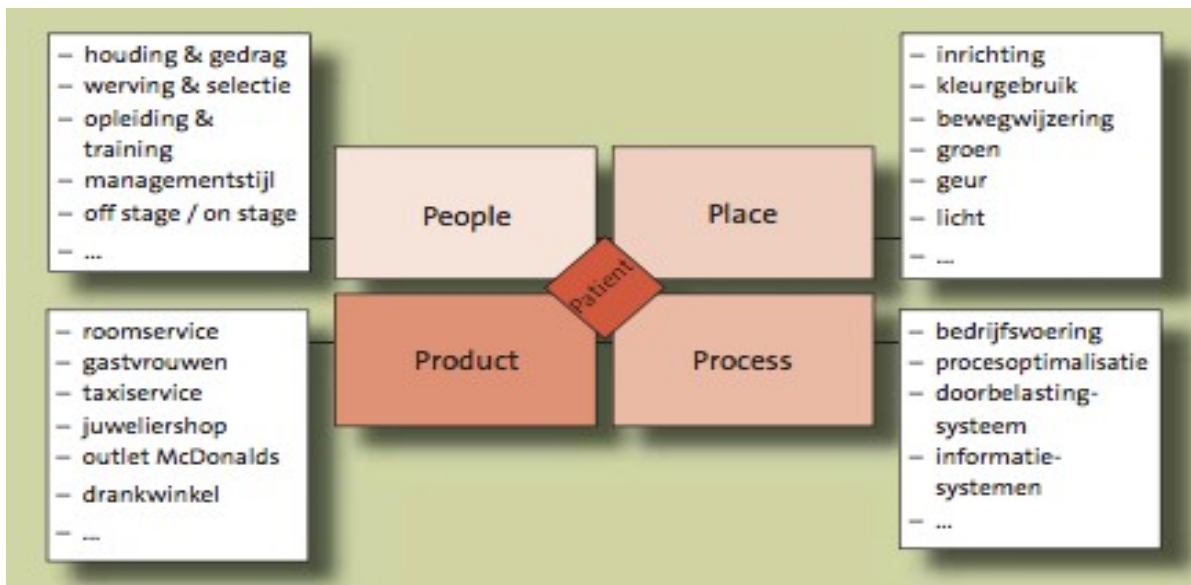 – houding & gedrag
– werving & selectie
– opleiding &
training
– managementstijl
– off stage / on stage
– ...
People
Place
– inrichting
– kleurgebruik
– bewegwijzering
– groen
– geur
– licht
– ...
Patient
– roomservice
– gastvrouwen
– taxiservice
– juweliershop
– outlet McDonalds
– drankwinkel
– ...
Product
Process
– bedrijfsvoering
– procesoptimalisatie
– doorbelasting-
systeem
– informatie-
systemen
– ...